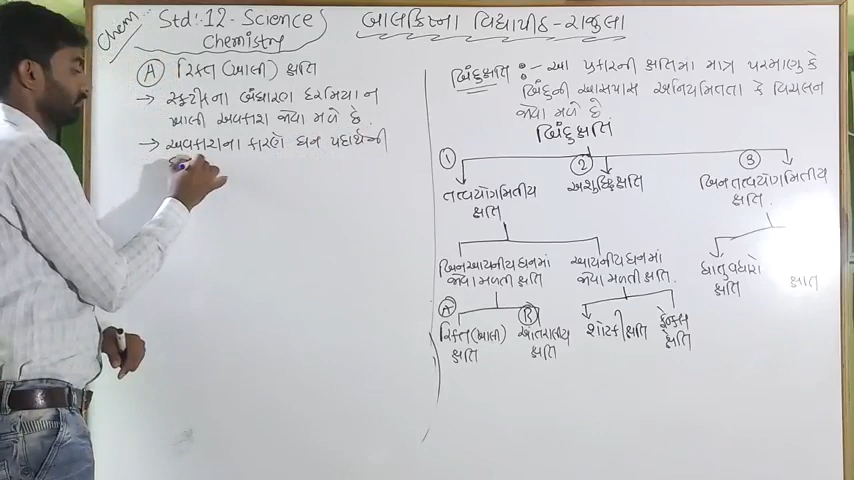 Chem
Std:-12-Science
Chemistry
બાલક્રિષ્ના વિદ્યાપીઠ-રાજુલા
(A) રિક્ત(ખાલી) ક્ષતિ
→ સ્ફટીકના બંધારણ દરમિયાન
ખાલી અવકાશ જોવા મળે છે.
→ અવકાશના કારણે ઘન પદાર્થની
બિંદુક્ષતિ :- આ પ્રકારની ક્ષતિમાં માત્ર પરમાણુ કે
બિંદુની આસપાસ અનિયમિતતા કે વિચલન
જોવા મળે છે
બિંદુક્ષતિ
① ② ③
તત્વયોગમિતીય
ક્ષતિ
અશુદ્ધિક્ષતિ
બિનતત્વયોગમિતીય
ક્ષતિ.
બિનઆયનીય ઘનમાં
જોવા મળતી ક્ષતિ
આયનીય ઘનમાં
જોવા મળતી ક્ષતિ.
ધાતુ વધારો
ક્ષતિ
(A) (B)
રિક્ત(ખાલી)
ક્ષતિ
આંતરાલીય
ક્ષતિ
શોટકી ક્ષતિ
ફ્રેન્કલ
ક્ષતિ